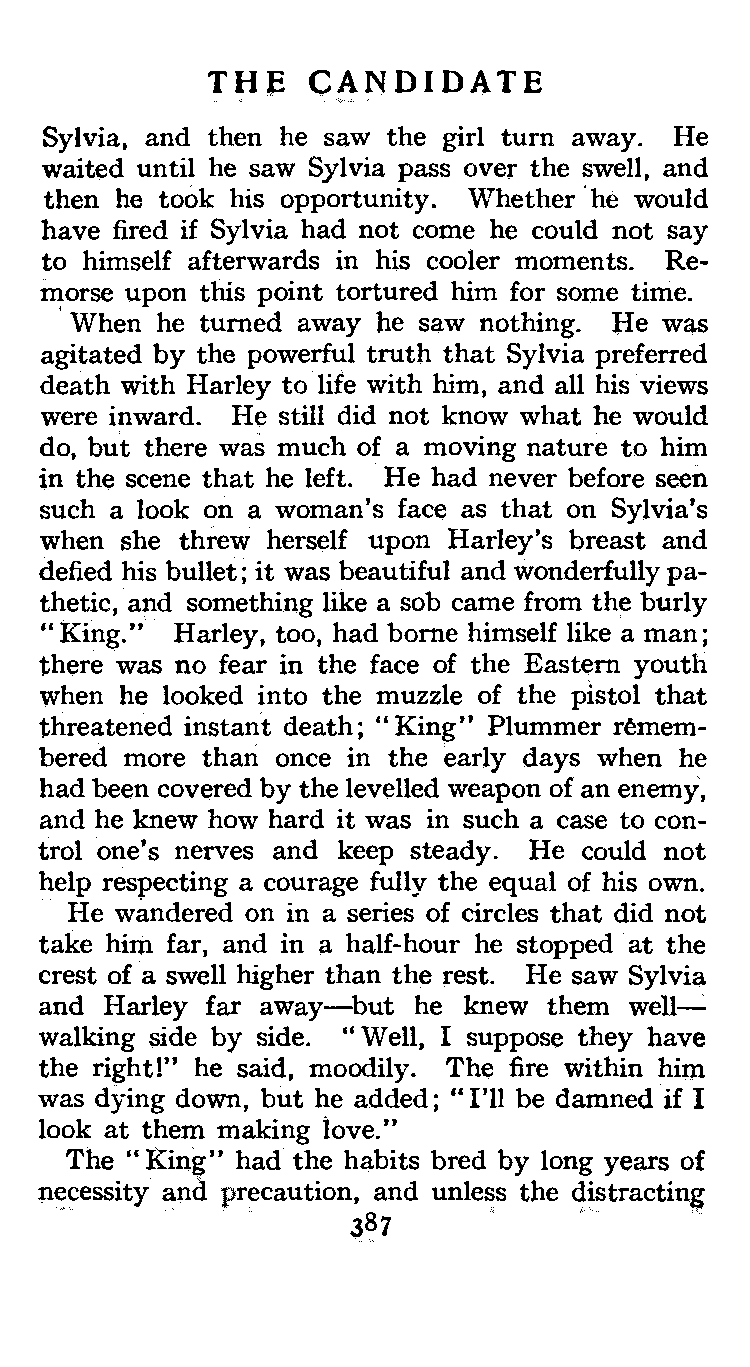 THE CANDIDATE
Sylvia, and then he saw the girl turn away. He
waited until he saw Sylvia pass over the swell, and
then he took his opportunity. Whether he would
have fired if Sylvia had not come he could not say
to himself afterwards in his cooler moments. Re-
morse upon this point tortured him for some time.
When he turned away he saw nothing. He was
agitated by the powerful truth that Sylvia preferred
death with Harley to life with him, and all his views
were inward. He still did not know what he would
do, but there was much of a moving nature to him
in the scene that he left. He had never before seen
such a look on a woman's face as that on Sylvia's
when she threw herself upon Harley's breast and
defied his bullet; it was beautiful and wonderfully pa-
thetic, and something like a sob came from the burly
"King." Harley, too, had borne himself like a man;
there was no fear in the face of the Eastern youth
when he looked into the muzzle of the pistol that
threatened instant death; "King" Plummer remem-
bered more than once in the early days when he
had been covered by the levelled weapon of an enemy,
and he knew how hard it was in such a case to con-
trol one's nerves and keep steady. He could not
help respecting a courage fully the equal of his own.
He wandered on in a series of circles that did not
take him far, and in a half-hour he stopped at the
crest of a swell higher than the rest. He saw Sylvia
and Harley far away—but he knew them well—
walking side by side. "Well, I suppose they have
the right!" he said, moodily. The fire within him
was dying down, but he added; "I'll be damned if I
look at them making love."
The "King" had the habits bred by long years of
necessity and precaution, and unless the distracting
387